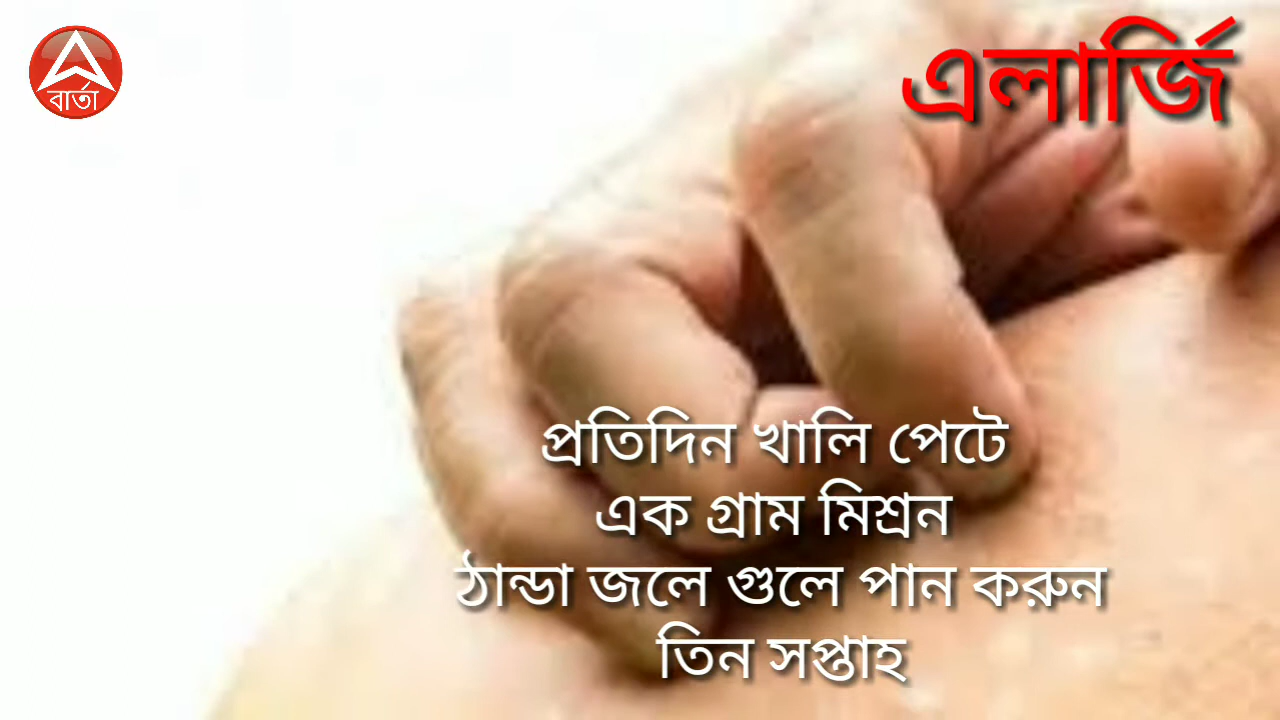 বার্তা
এলার্জি
প্রতিদিন খালি পেটে
এক গ্রাম মিশ্রন
ঠান্ডা জলে গুলে পান করুন
তিন সপ্তাহ